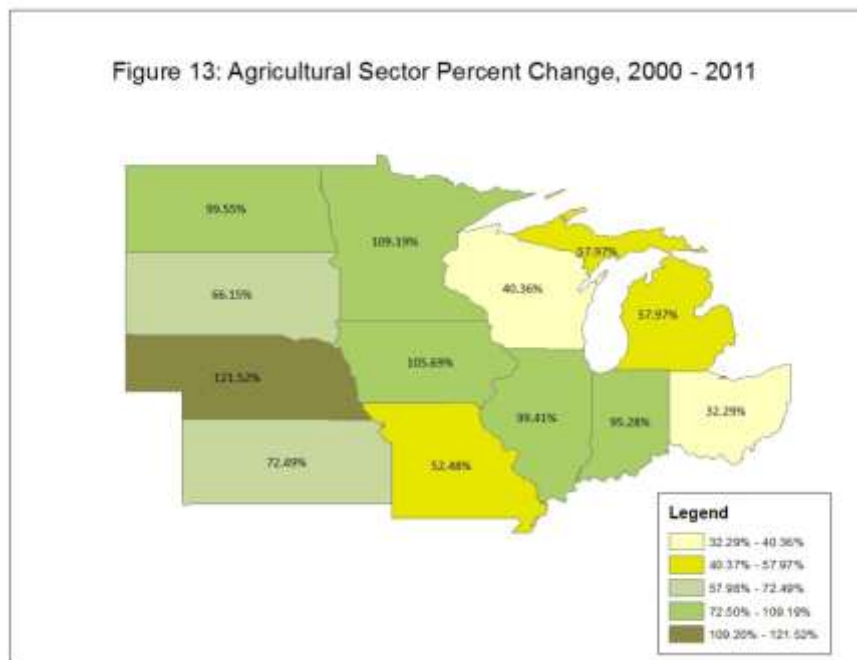 Figure 13: Agricultural Sector Percent Change, 2000 - 2011
99.55%
109.19%
57.97%
66.15%
40.36%
57.97%
121.52%
105.69%
99.41%
95.28%
32.29%
72.49%
52.48%
Legend
32.29% - 40.36%
40.37% - 57.97%
57.98% - 72.49%
72.50% - 109.19%
109.20% - 121.52%